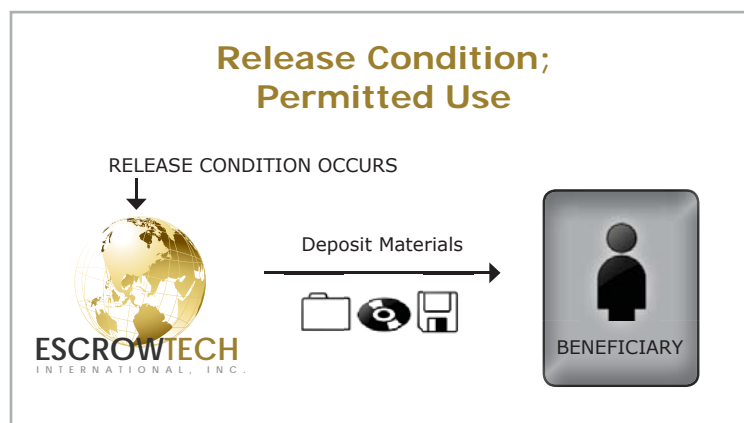 Release Condition;
Permitted Use
RELEASE CONDITION OCCURS
Deposit Materials
ESCROWTECH
INTERNATIONAL, INC.
BENEFICIARY